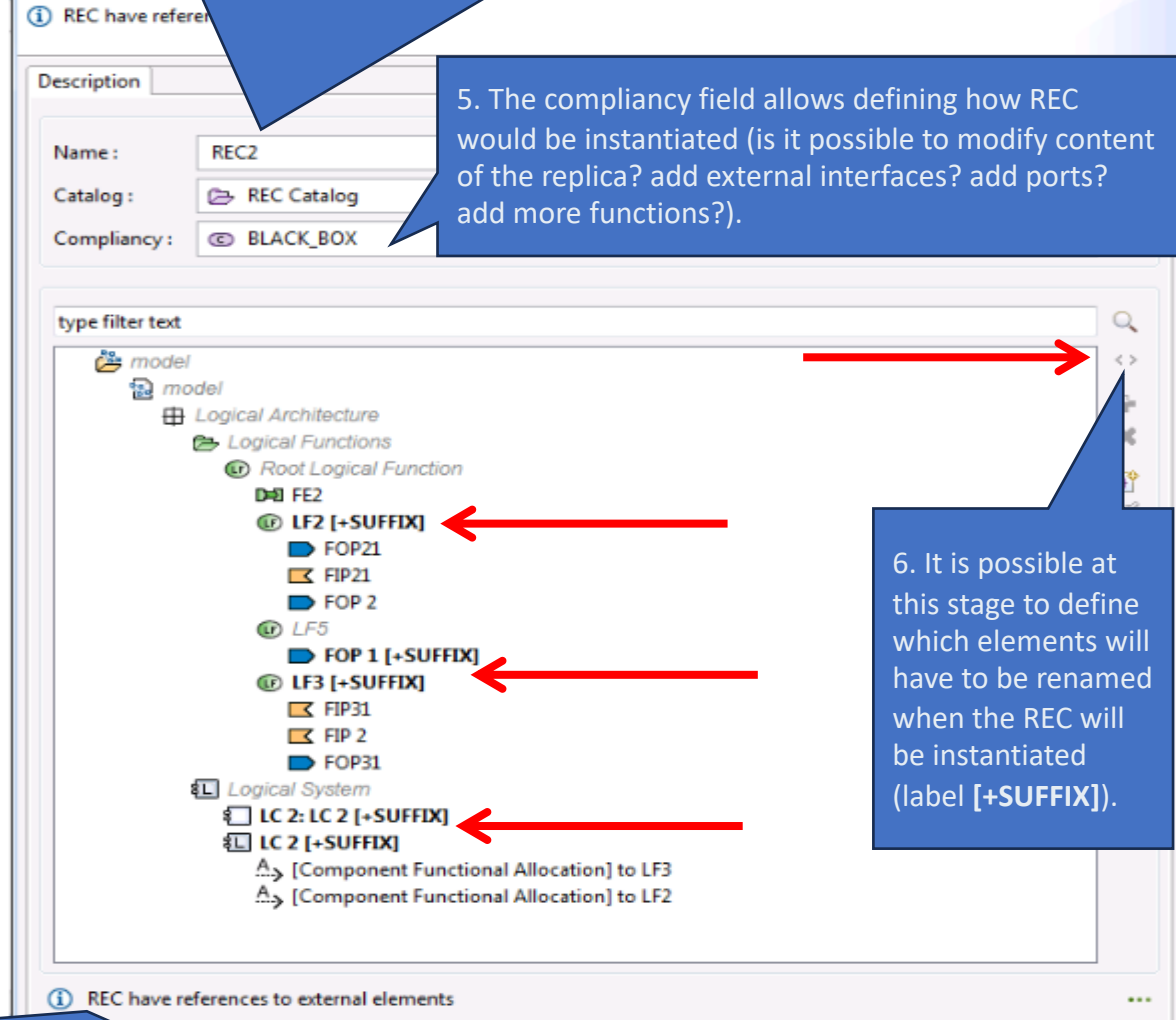 REC have refere
Description
5. The compliancy field allows defining how REC
would be instantiated (is it possible to modify content
of the replica? add external interfaces? add ports?
add more functions?).
Name: REC2
Catalog: REC Catalog
Compliancy: BLACK_BOX
type filter text
model
model
Logical Architecture
Logical Functions
Root Logical Function
FE2
LF2 [+SUFFIX]
FOP21
FIP21
FOP 2
LF5
FOP 1 [+SUFFIX]
LF3 [+SUFFIX]
FIP31
FIP 2
FOP31
Logical System
LC 2: LC 2 [+SUFFIX]
LC 2 [+SUFFIX]
[Component Functional Allocation] to LF3
[Component Functional Allocation] to LF2
6. It is possible at
this stage to define
which elements will
have to be renamed
when the REC will
be instantiated
(label [+SUFFIX]).
REC have references to external elements